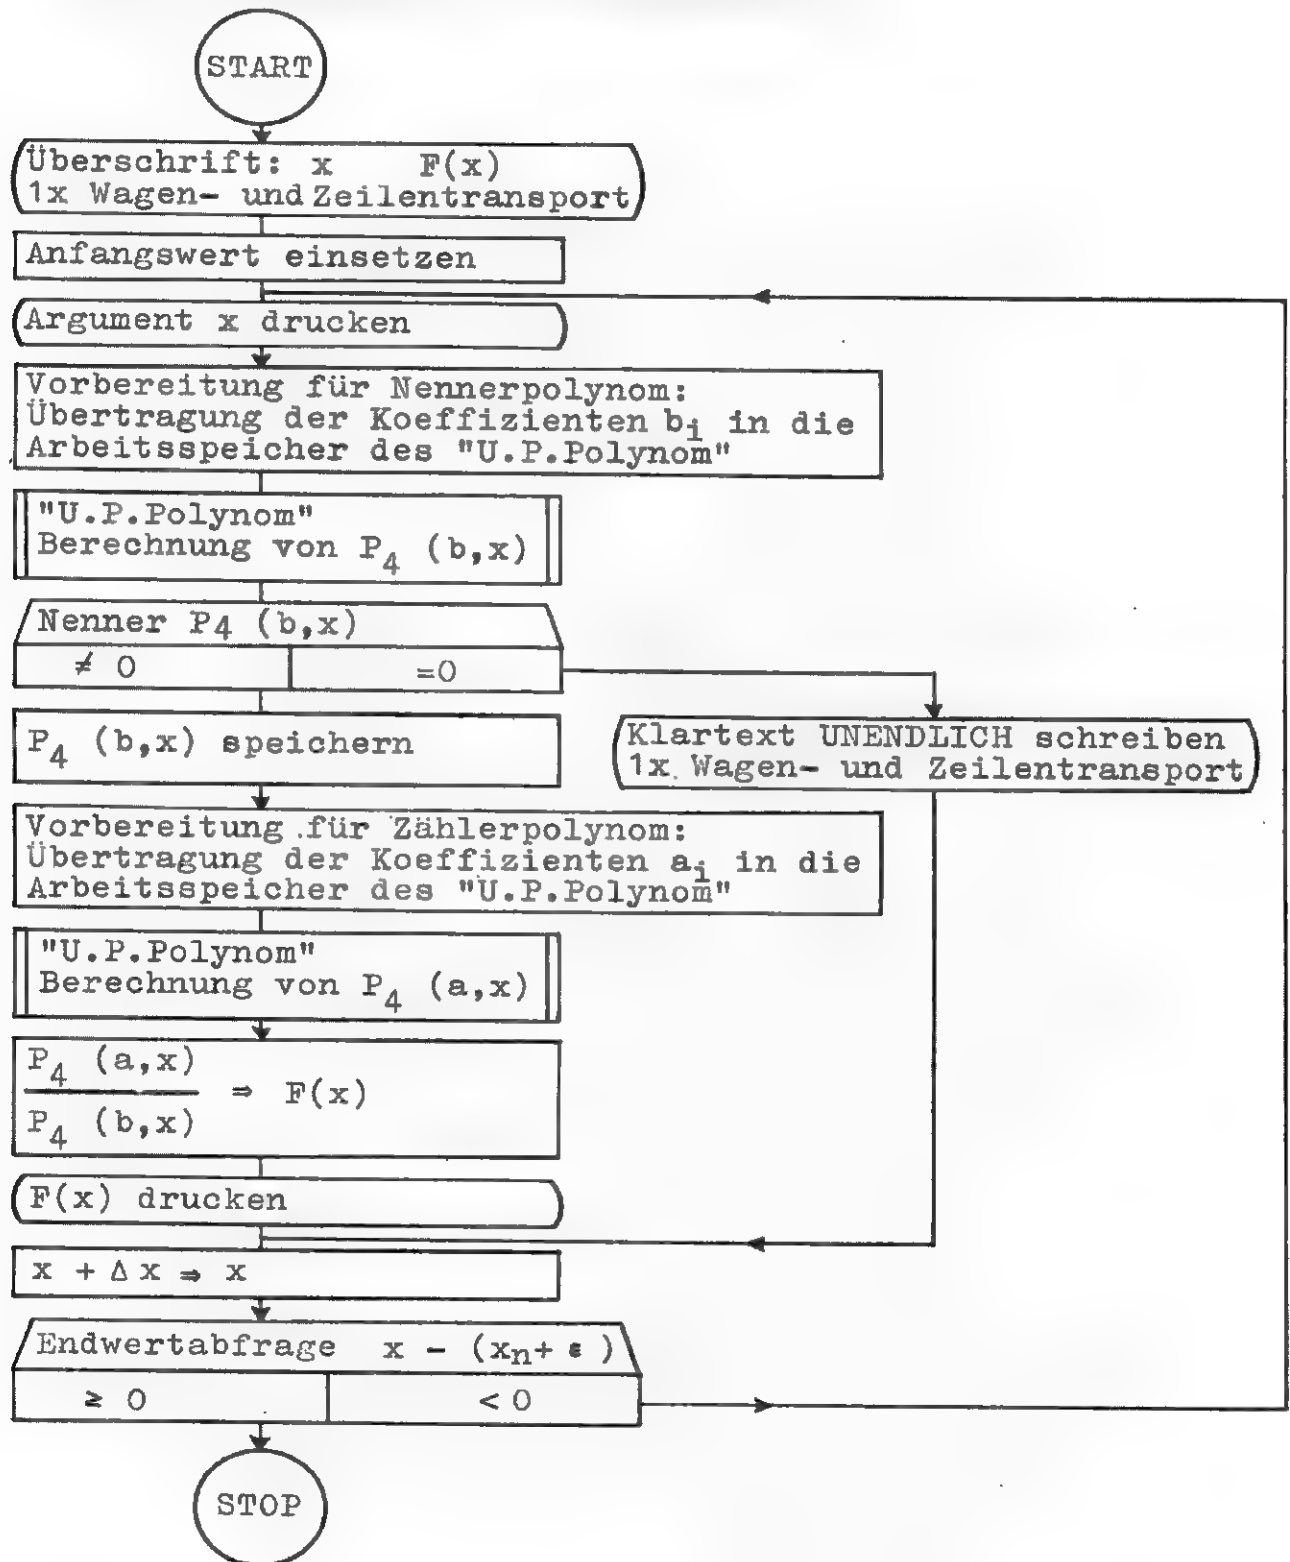 START
Überschrift: x F(x)
1x Wagen- und Zeilentransport
Anfangswert einsetzen
Argument x drucken
Vorbereitung für Nennerpolynom:
Übertragung der Koeffizienten bi in die
Arbeitsspeicher des "U.P.Polynom"
"U.P.Polynom"
Berechnung von P4 (b,x)
Nenner P4 (b,x)
≠ 0 =0
P4 (b,x) speichern
Klartext UNENDLICH schreiben
1x Wagen- und Zeilentransport
Vorbereitung für Zählerpolynom:
Übertragung der Koeffizienten ai in die
Arbeitsspeicher des "U.P.Polynom"
"U.P.Polynom"
Berechnung von P4 (a,x)
P4 (a,x)
⇒ F(x)
P4 (b,x)
F(x) drucken
x + Δ x ⇒ x
Endwertabfrage x - (xn+ ε )
≥ 0 < 0
STOP